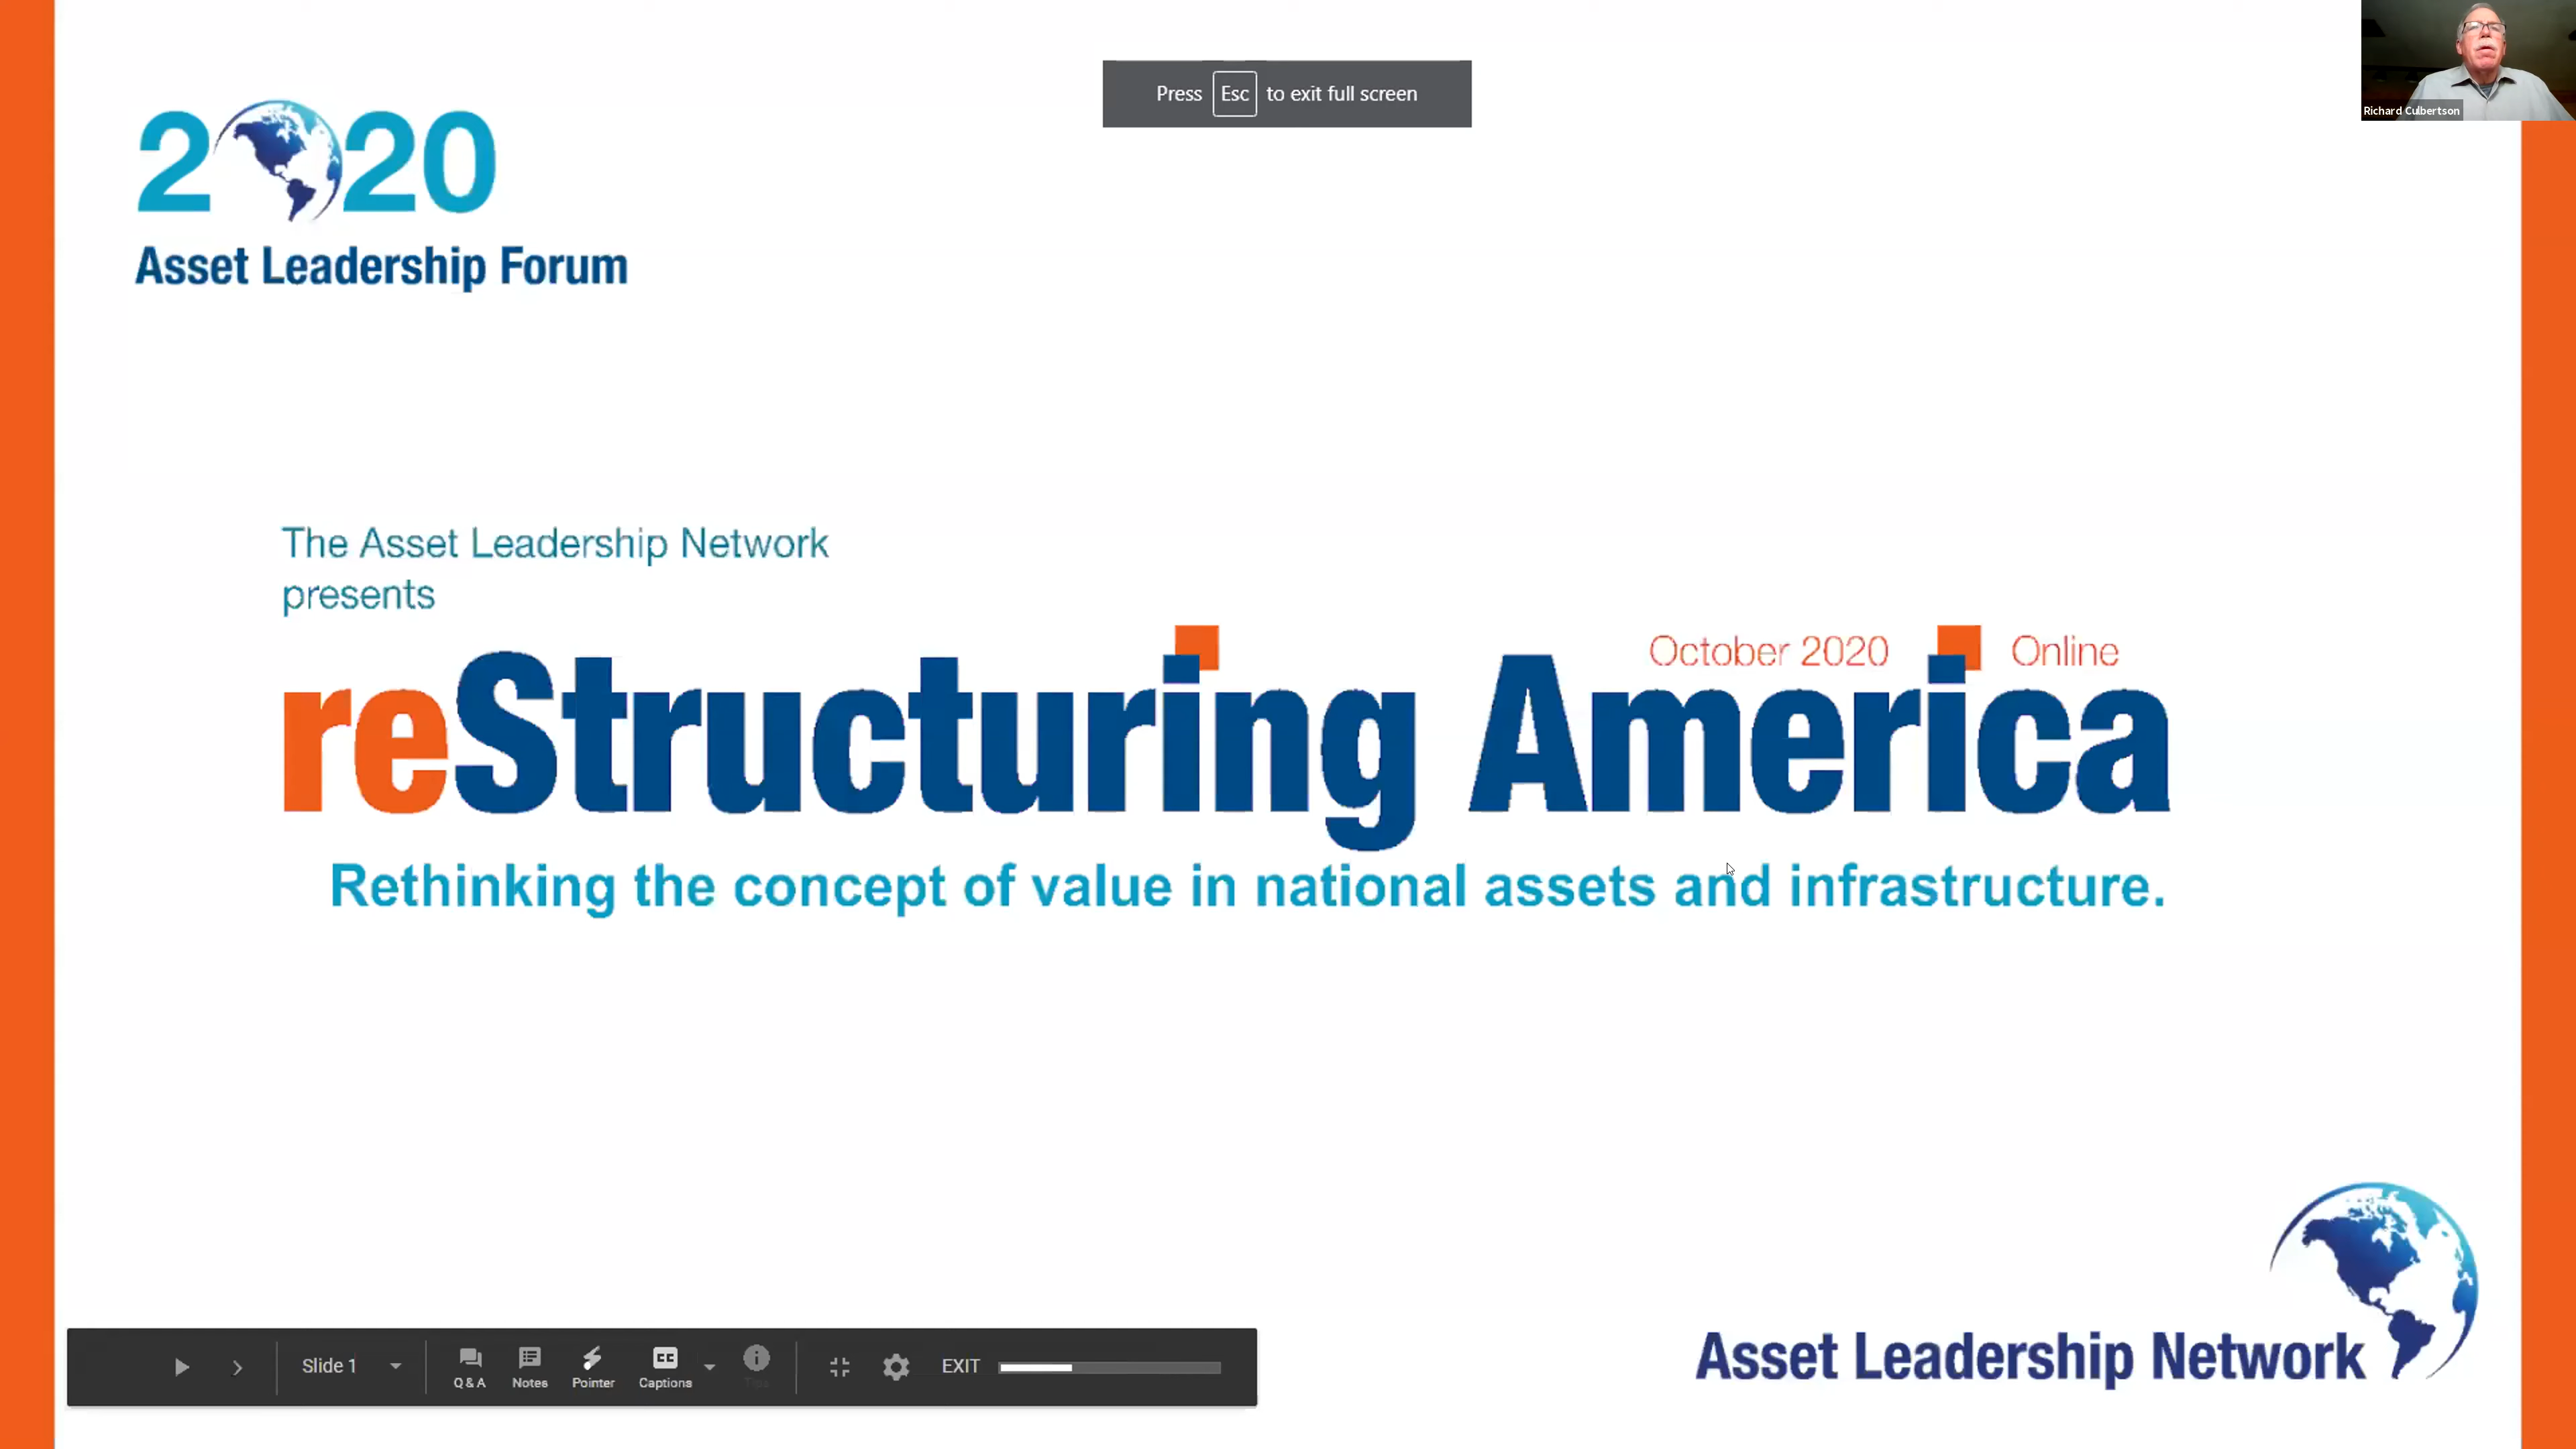 2020
Asset Leadership Forum
Press Esc to exit full screen
Richard Culbertson
The Asset Leadership Network
presents
October 2020 Online
reStructuring America
Rethinking the concept of value in national assets and infrastructure.
Asset Leadership Network
Slide 1
Q & A Notes Pointer CC Captions Tips
EXIT